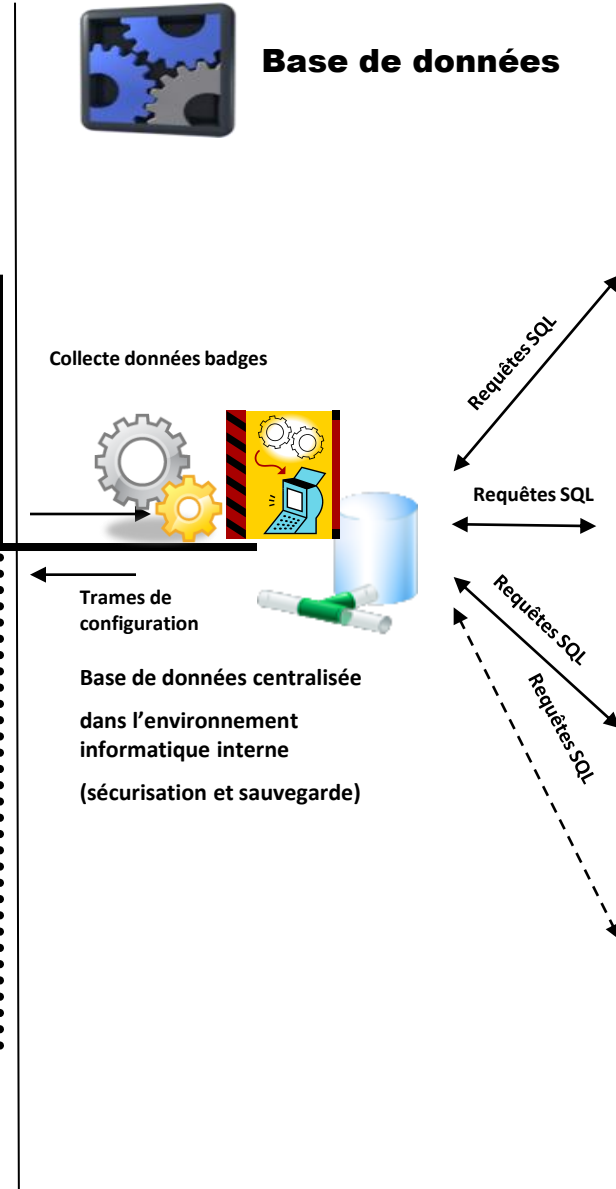 Base de données
Collecte données badges
Requêtes SQL
Requêtes SQL
Requêtes SQL
Requêtes SQL
Trames de
configuration
Base de données centralisée
dans l’environnement
informatique interne
(sécurisation et sauvegarde)